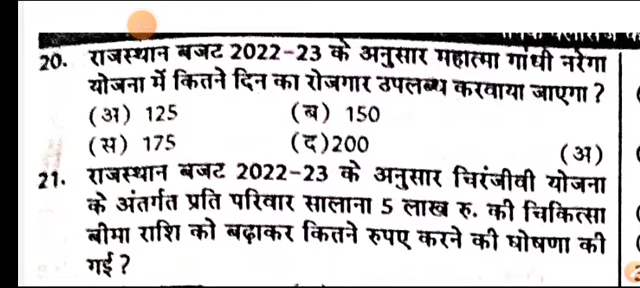 20. राजस्थान बजट 2022-23 के अनुसार महात्मा गांधी नरेगा
योजना में कितने दिन का रोजगार उपलब्ध करवाया जाएगा ?
(अ) 125 (ब) 150
(स) 175 (द)200 (अ)
21. राजस्थान बजट 2022-23 के अनुसार चिरंजीवी योजना
के अंतर्गत प्रति परिवार सालाना 5 लाख रु. की चिकित्सा
बीमा राशि को बढ़ाकर कितने रुपए करने की घोषणा की
गई ?